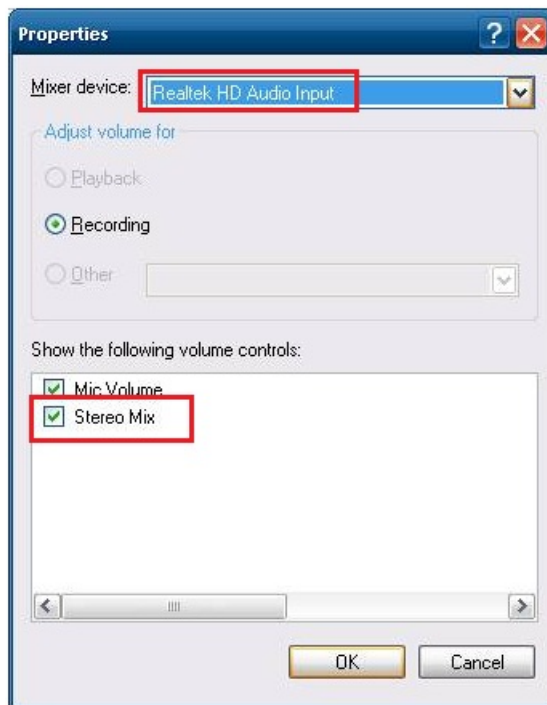 Properties
Mixer device: Realtek HD Audio Input
Adjust volume for
Playback
Recording
Other
Show the following volume controls:
Mic Volume
Stereo Mix
OK Cancel